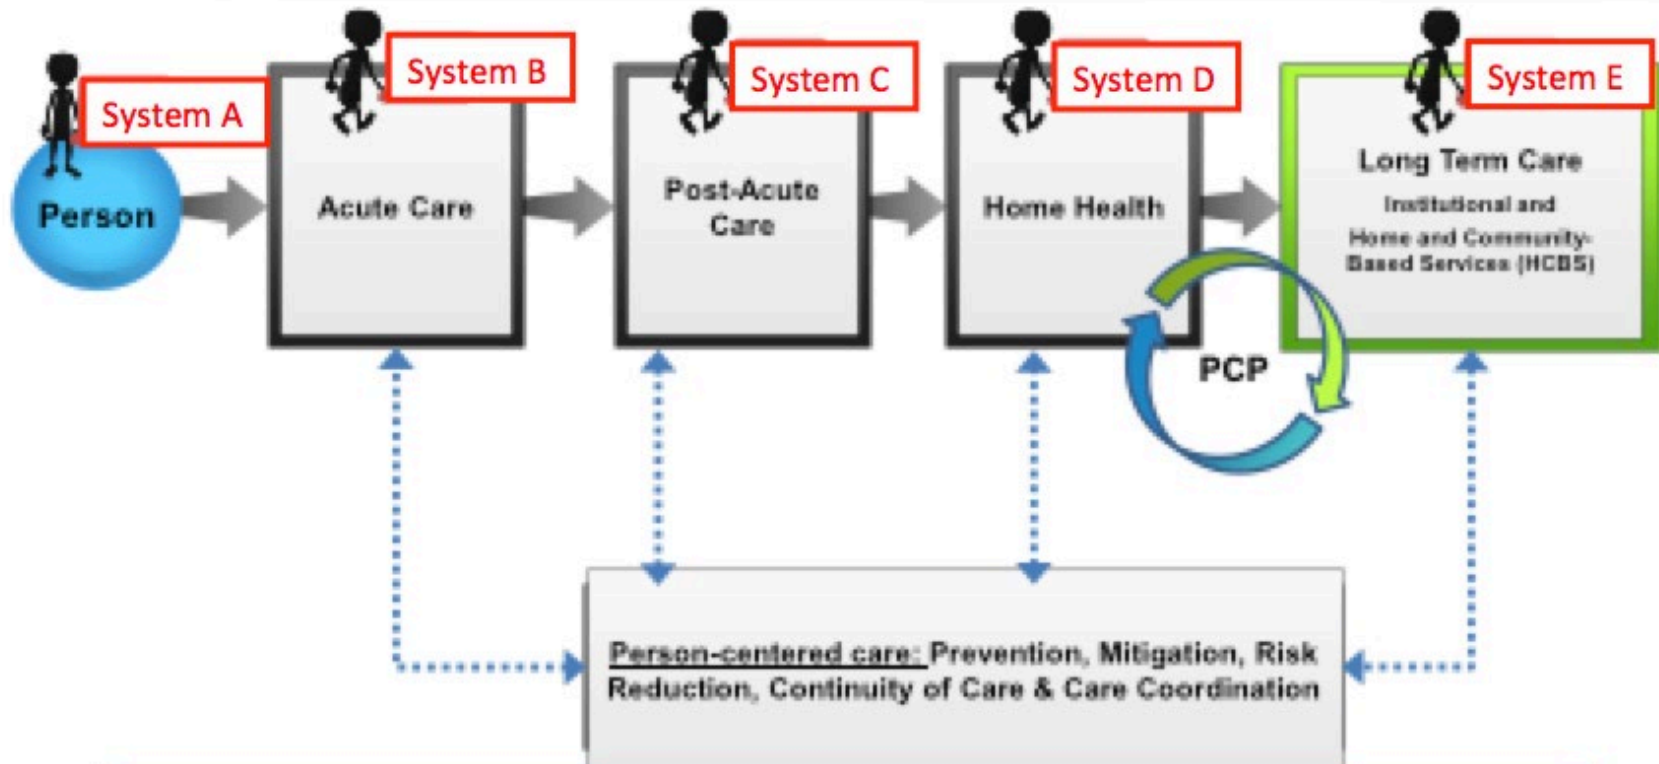 System A
System B
System C
System D
System E
Person
Acute Care
Post-Acute
Care
Home Health
Long Term Care
Institutional and
Home and Community-
Based Services (HCBS)
PCP
Person-centered care: Prevention, Mitigation, Risk
Reduction, Continuity of Care & Care Coordination